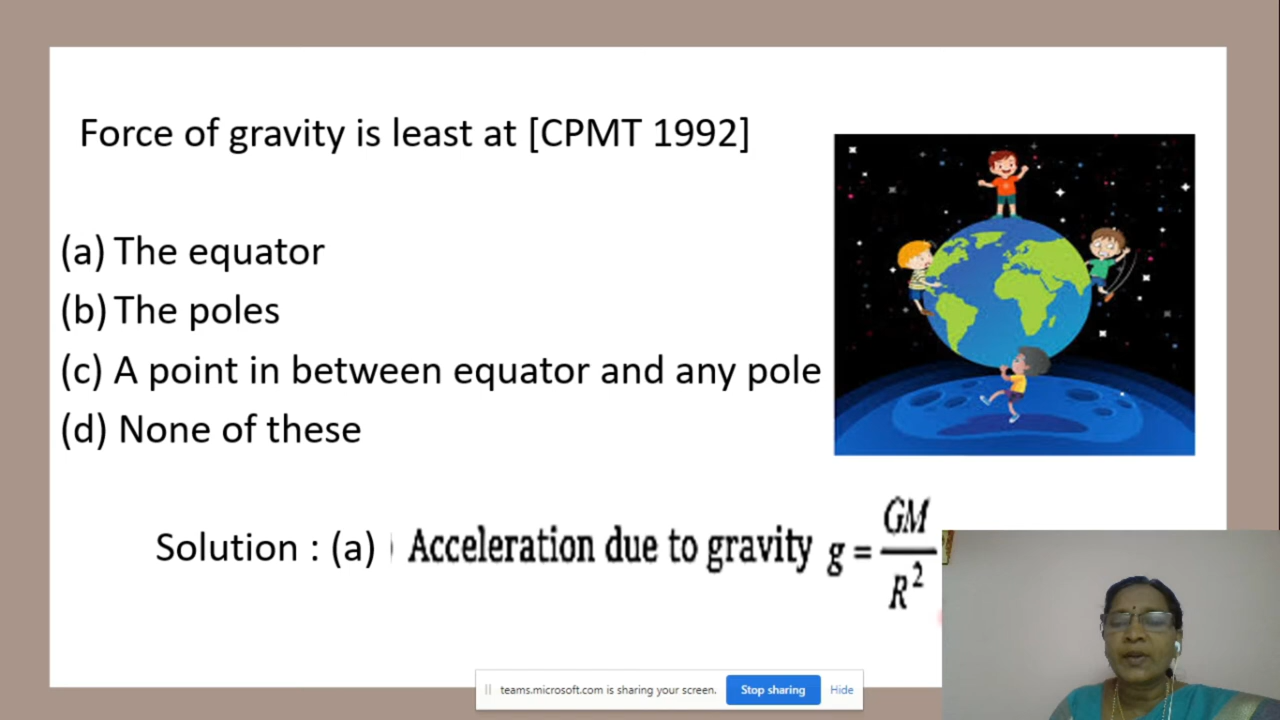 Force of gravity is least at [CPMT 1992]
(a) The equator
(b) The poles
(c) A point in between equator and any pole
(d) None of these
Solution : (a) Acceleration due to gravity g = GM / R²
teams.microsoft.com is sharing your screen. Stop sharing Hide